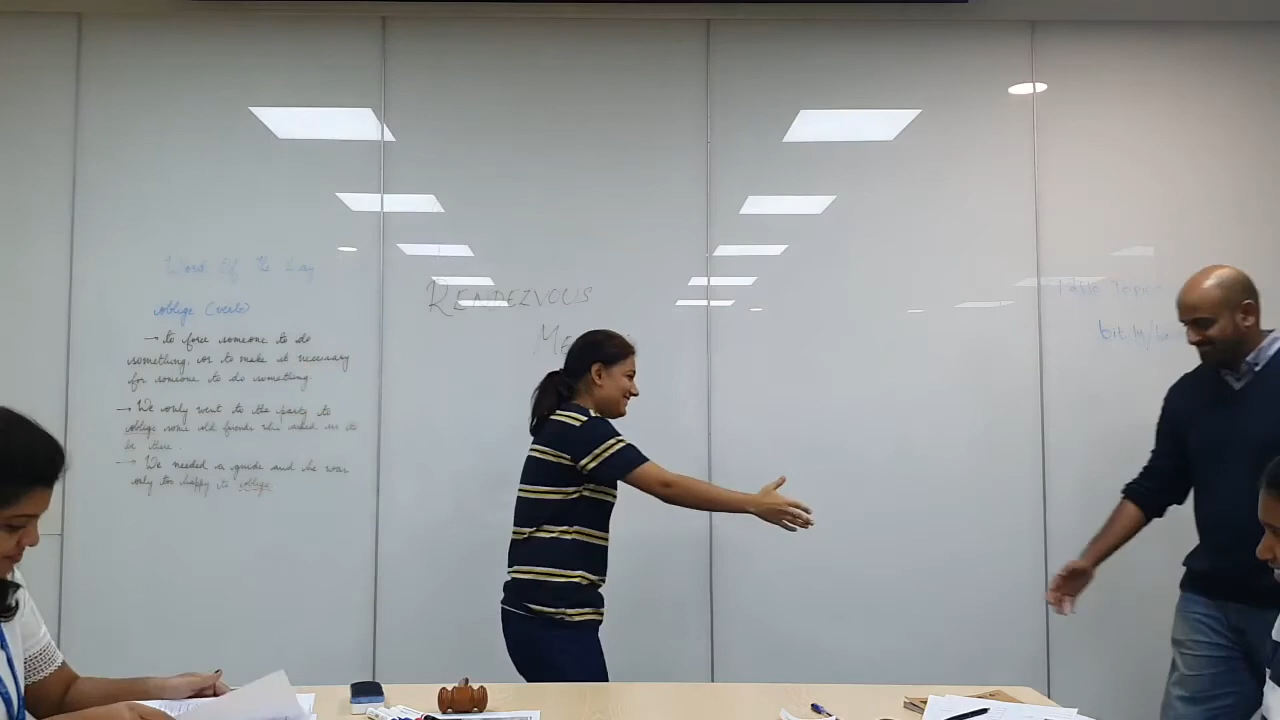 Word Of the Day
oblige (verb)
→ to force someone to do
something, or to make it necessary
for someone to do something.
→ We only went to the party to
oblige some old friends who asked us to
be there.
→ We needed a guide and he was
only too happy to oblige.
RENDEZVOUS
Table Topics
bit.ly/